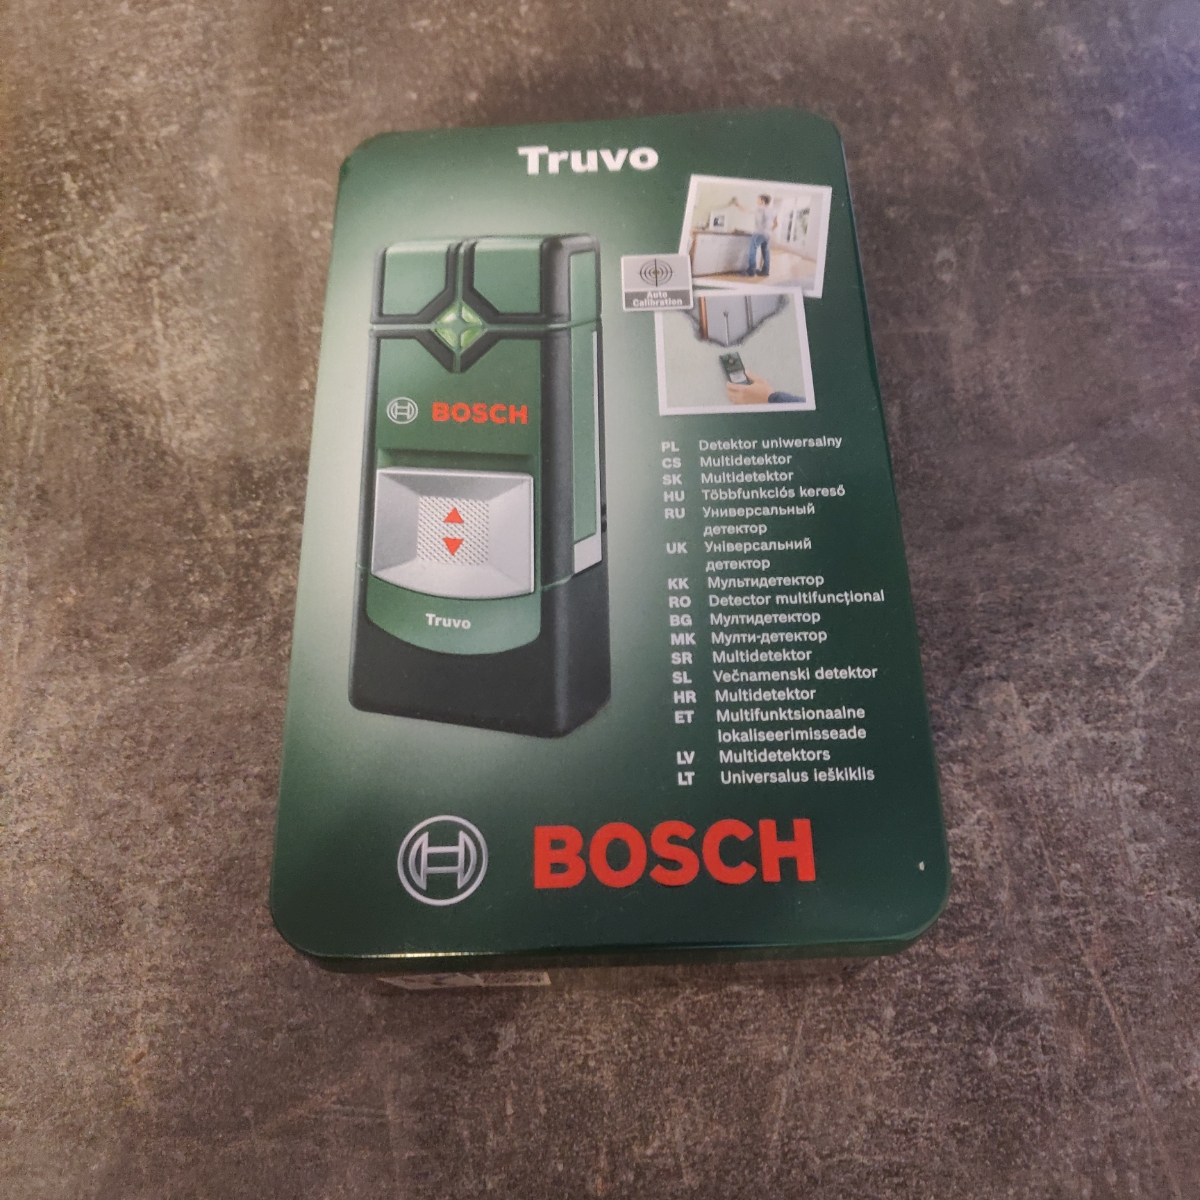 Truvo
Auto
Calibration
BOSCH
Truvo
PL Detektor uniwersalny
CS Multidetektor
SK Multidetektor
HU Többfunkciós kereső
RU Универсальный
детектор
UK Універсальний
детектор
KK Мультидетектор
RO Detector multifuncțional
BG Мултидетектор
MK Мулти-детектор
SR Multidetektor
SL Večnamenski detektor
HR Multidetektor
ET Multifunktsionaalne
lokaliseerimisseade
LV Multidetektors
LT Universalus ieškiklis
BOSCH